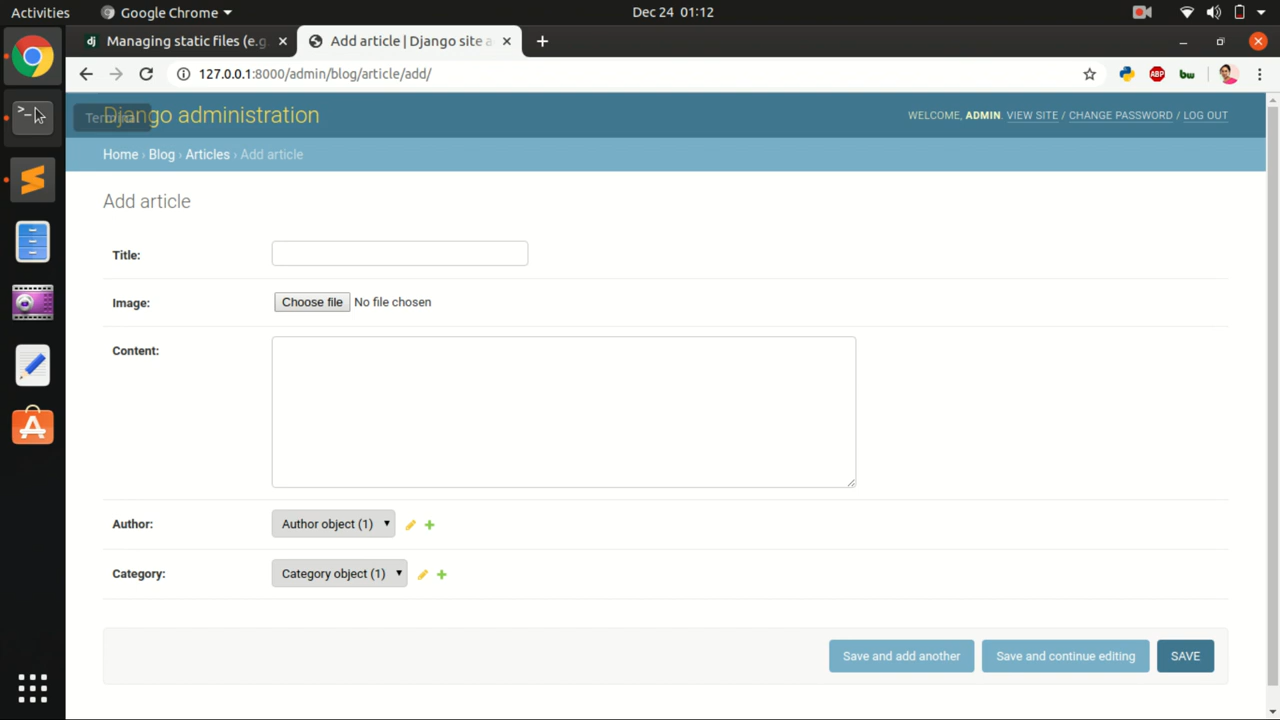 Activities Google Chrome Dec 24 01:12
dj Managing static files (e.g Add article | Django site a
127.0.0.1:8000/admin/blog/article/add/ ABP bw
>_ Terminal Django administration WELCOME, ADMIN. VIEW SITE / CHANGE PASSWORD / LOG OUT
Home › Blog › Articles › Add article
Add article
Title:
Image: Choose file No file chosen
Content:
Author: Author object (1)
Category: Category object (1)
Save and add another Save and continue editing SAVE